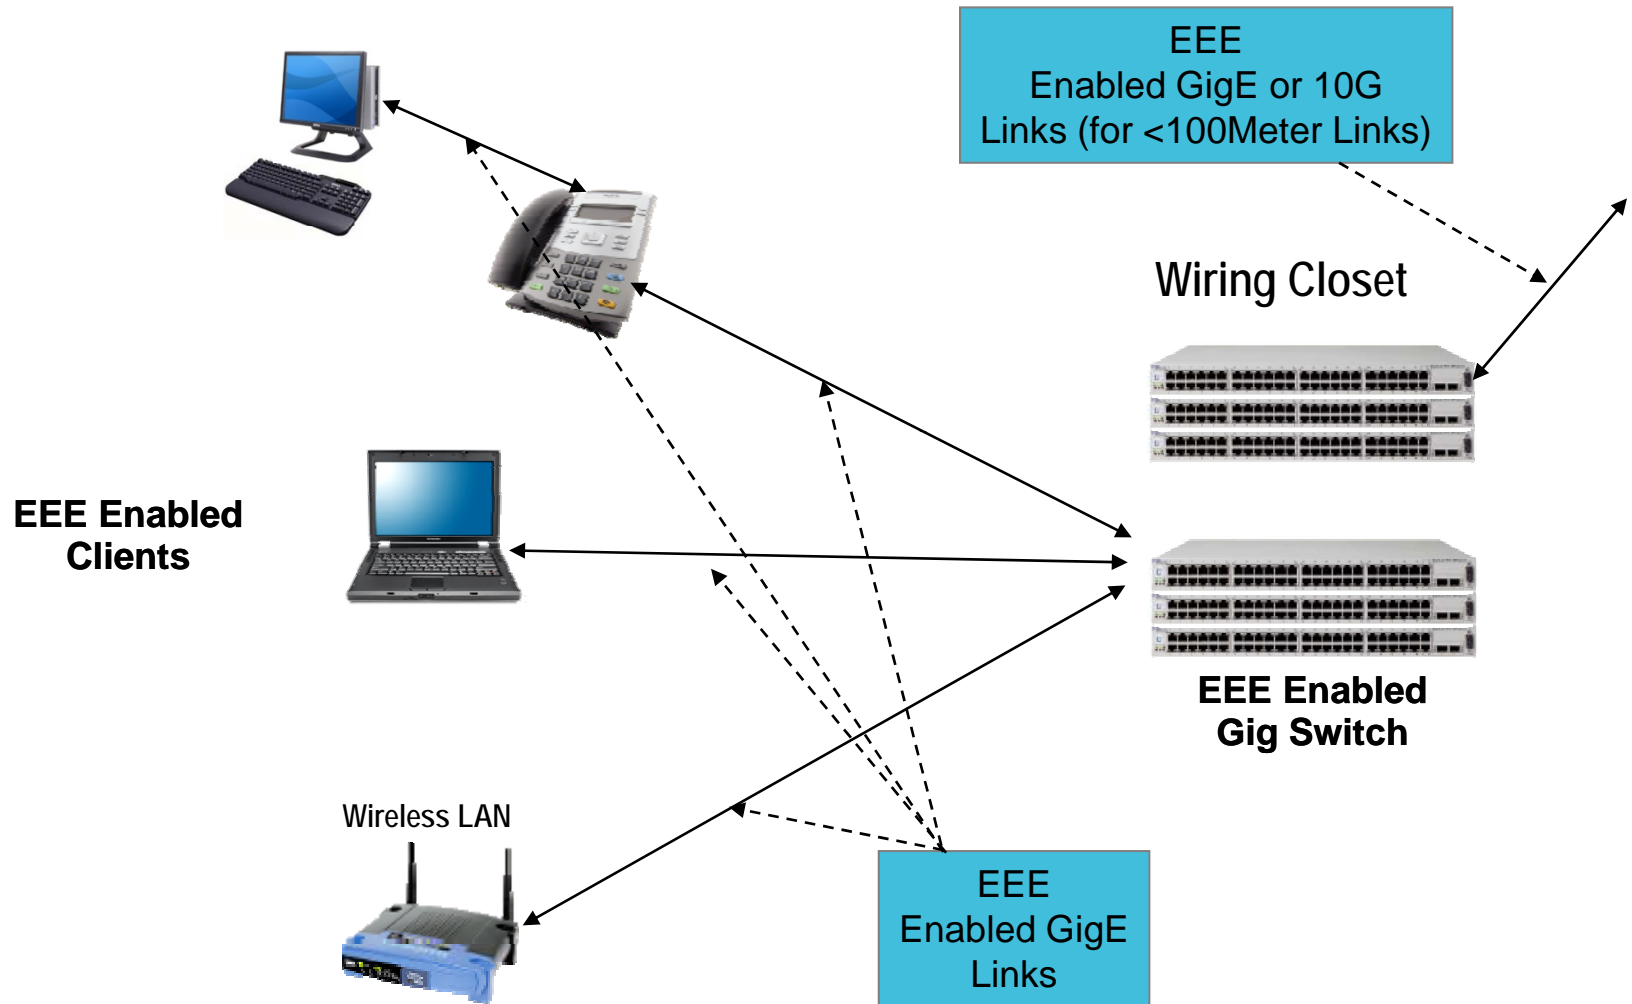 EEE
Enabled GigE or 10G
Links (for <100Meter Links)
Wiring Closet
EEE Enabled
Clients
EEE Enabled
Gig Switch
Wireless LAN
EEE
Enabled GigE
Links